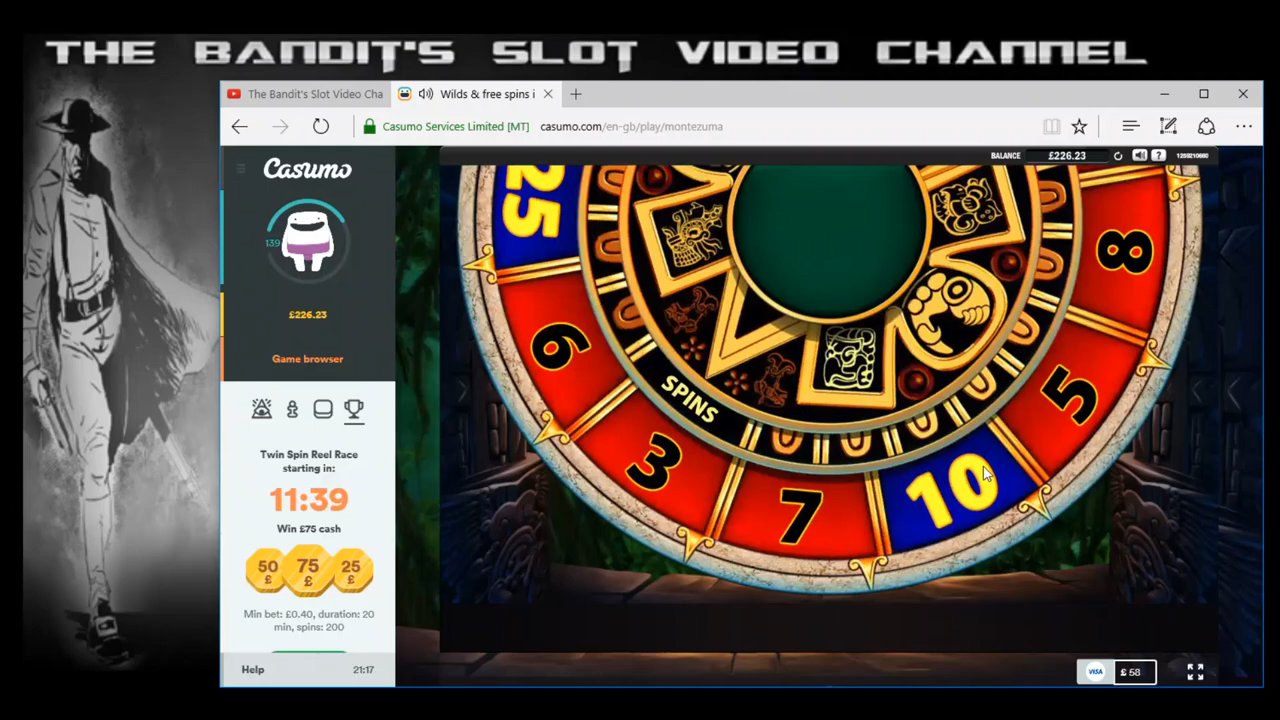 THE BANDIT'S SLOT VIDEO CHANNEL
The Bandit's Slot Video Cha
Wilds & free spins i
Casumo Services Limited [MT] casumo.com/en-gb/play/montezuma
BALANCE £226.23 ?
Casumo
139
£226.23
Game browser
Twin Spin Reel Race
starting in:
11:39
Win £75 cash
50 £ 75 £ 25 £
Min bet: £0.40, duration: 20
min, spins: 200
Help 21:17
25
6
3
7
10
5
8
SPINS
VISA £ 58